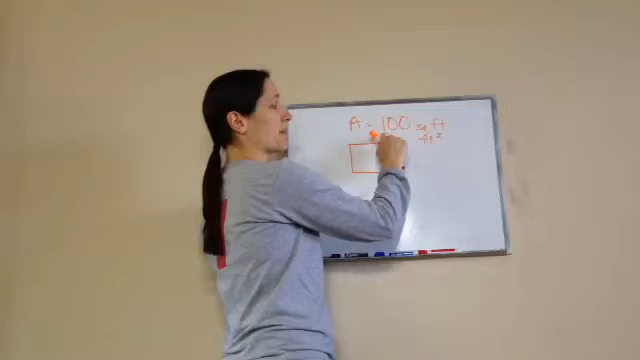 A = 100 sq ft
ft²